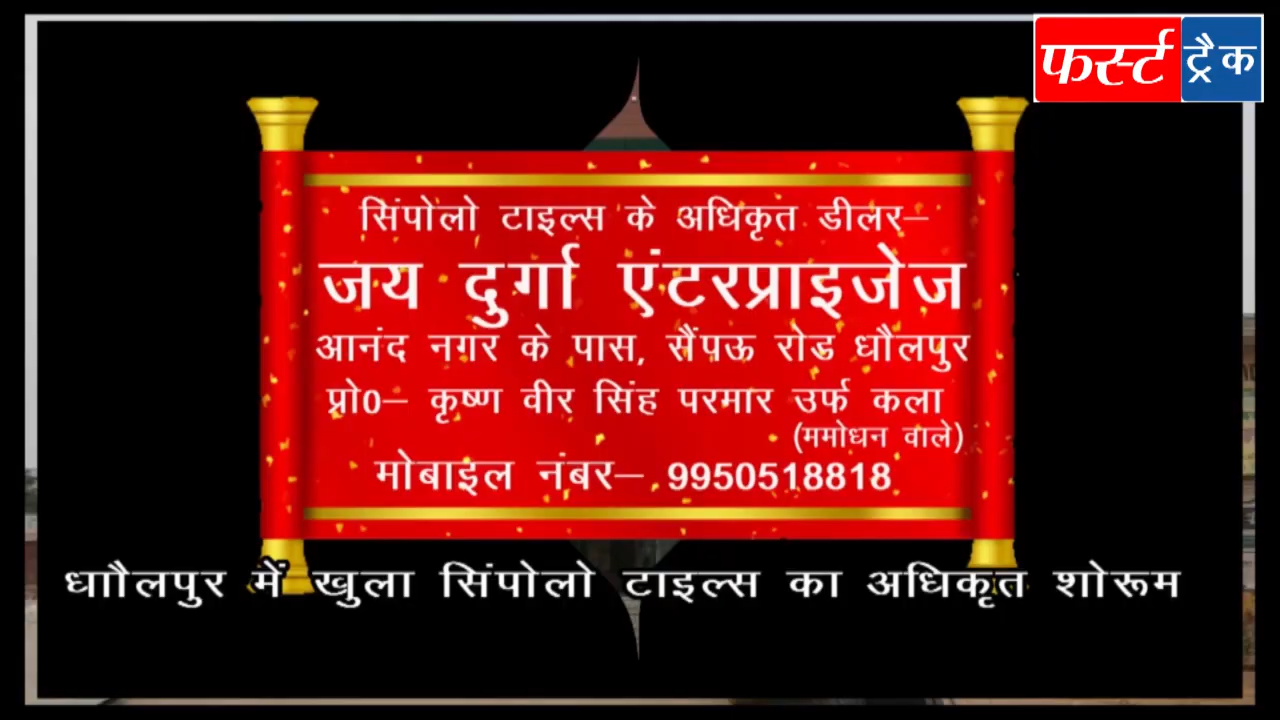 फर्स्ट ट्रैक
सिंपोलो टाइल्स के अधिकृत डीलर–
जय दुर्गा एंटरप्राइजेज
आनंद नगर के पास, सैंपऊ रोड धौलपुर
प्रो0– कृष्ण वीर सिंह परमार उर्फ कला
(ममोधन वाले)
मोबाइल नंबर– 9950518818
धाौलपुर में खुला सिंपोलो टाइल्स का अधिकृत शोरूम